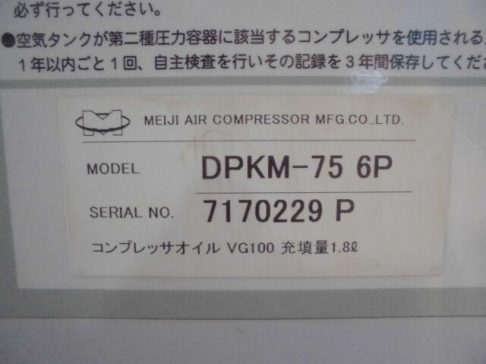 必ず行ってください。
●空気タンクが第二種圧力容器に該当するコンプレッサを使用される
1年以内ごと1回、自主検査を行いその記録を3年間保存してくだ
MEIJI AIR COMPRESSOR MFG.CO.,LTD.
MODEL DPKM-75 6P
SERIAL NO. 7170229 P
コンプレッサオイル VG100 充填量1.8ℓ